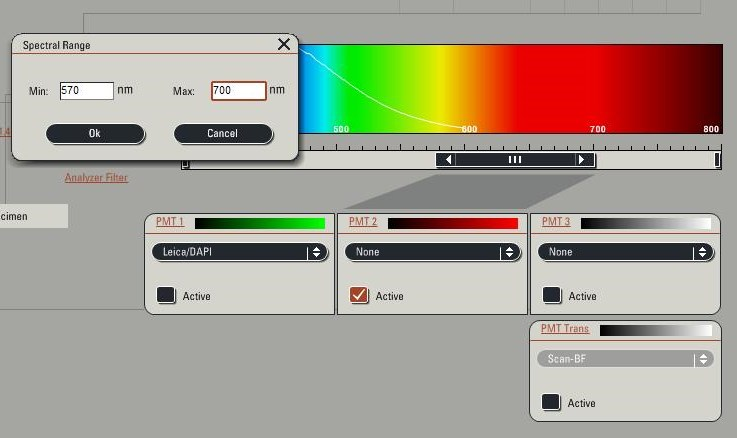 Spectral Range
Min: 570 nm Max: 700 nm
Ok Cancel
500 600 700 800
Analyzer Filter
cimen
PMT 1 PMT 2 PMT 3
Leica/DAPI None None
Active Active Active
PMT Trans
Scan-BF
Active